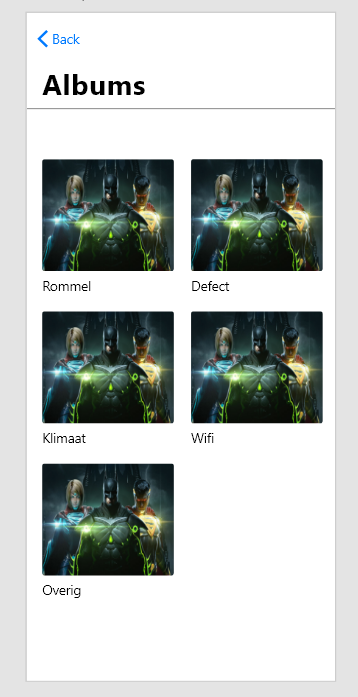 Back
Albums
Rommel
Defect
Klimaat
Wifi
Overig